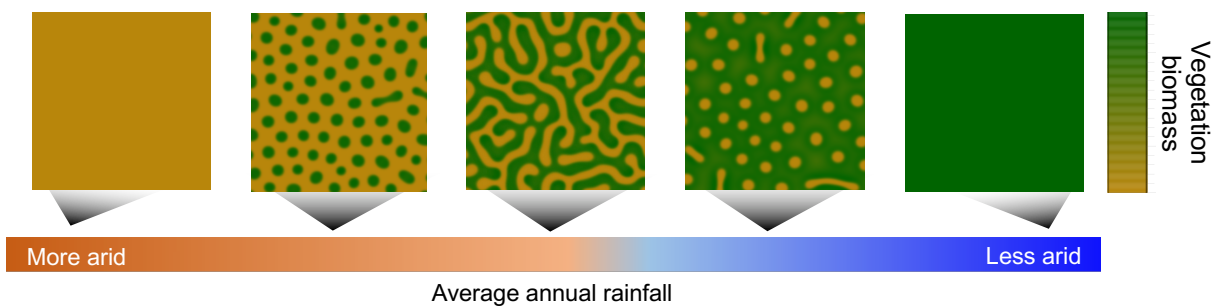 Vegetation
biomass
More arid
Less arid
Average annual rainfall